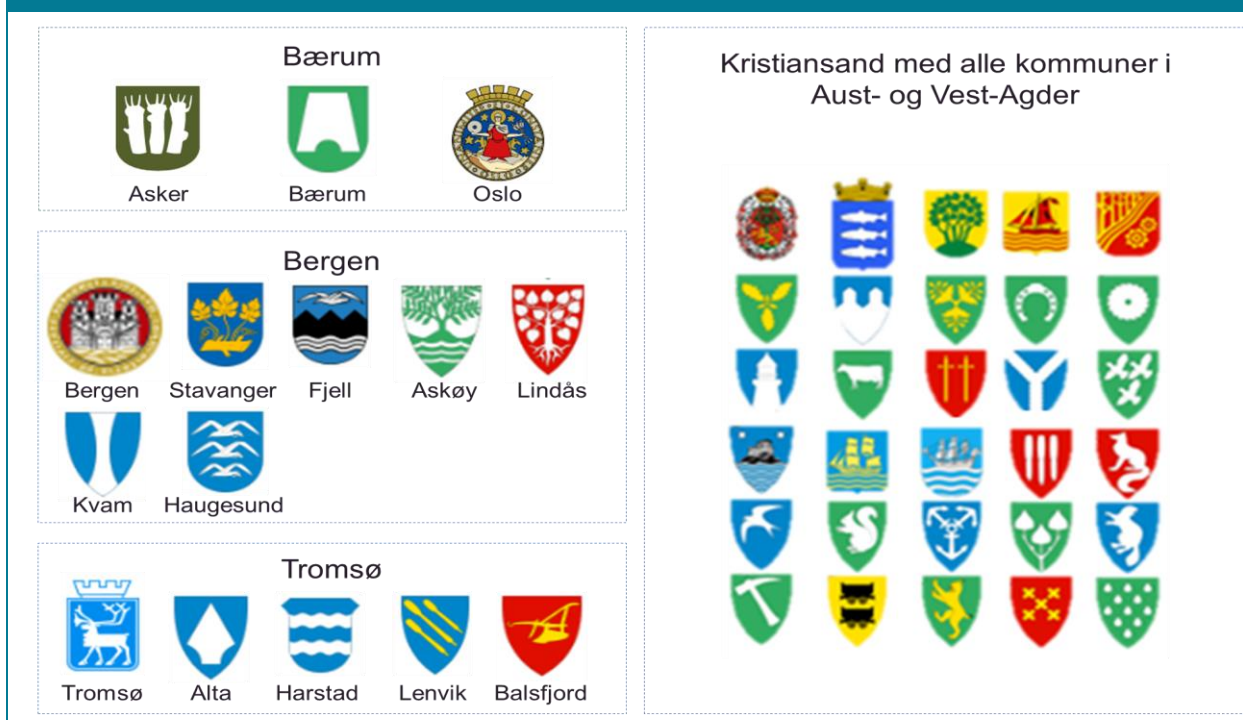 Bærum
Asker
Bærum
Oslo
Bergen
Bergen
Stavanger
Fjell
Askøy
Lindås
Kvam
Haugesund
Tromsø
Tromsø
Alta
Harstad
Lenvik
Balsfjord
Kristiansand med alle kommuner i
Aust- og Vest-Agder